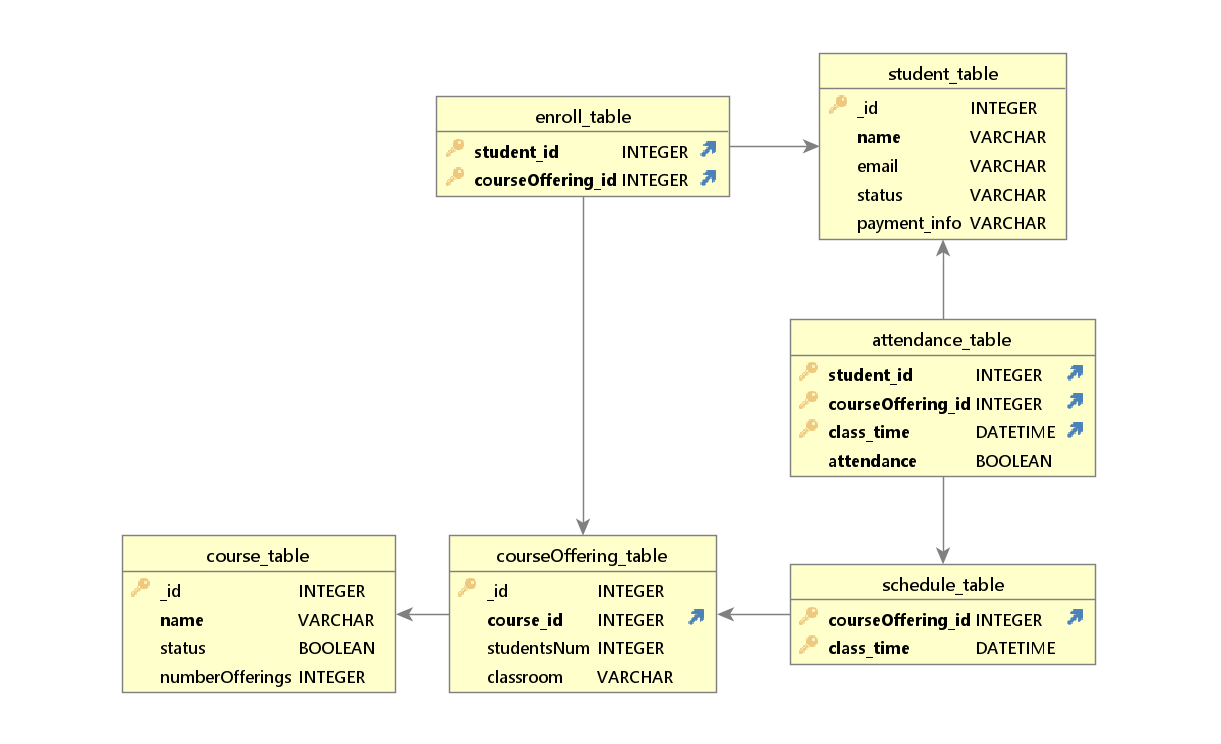 student_table
_id INTEGER
name VARCHAR
email VARCHAR
status VARCHAR
payment_info VARCHAR
enroll_table
student_id INTEGER
courseOffering_id INTEGER
attendance_table
student_id INTEGER
courseOffering_id INTEGER
class_time DATETIME
attendance BOOLEAN
course_table
_id INTEGER
name VARCHAR
status BOOLEAN
numberOfferings INTEGER
courseOffering_table
_id INTEGER
course_id INTEGER
studentsNum INTEGER
classroom VARCHAR
schedule_table
courseOffering_id INTEGER
class_time DATETIME